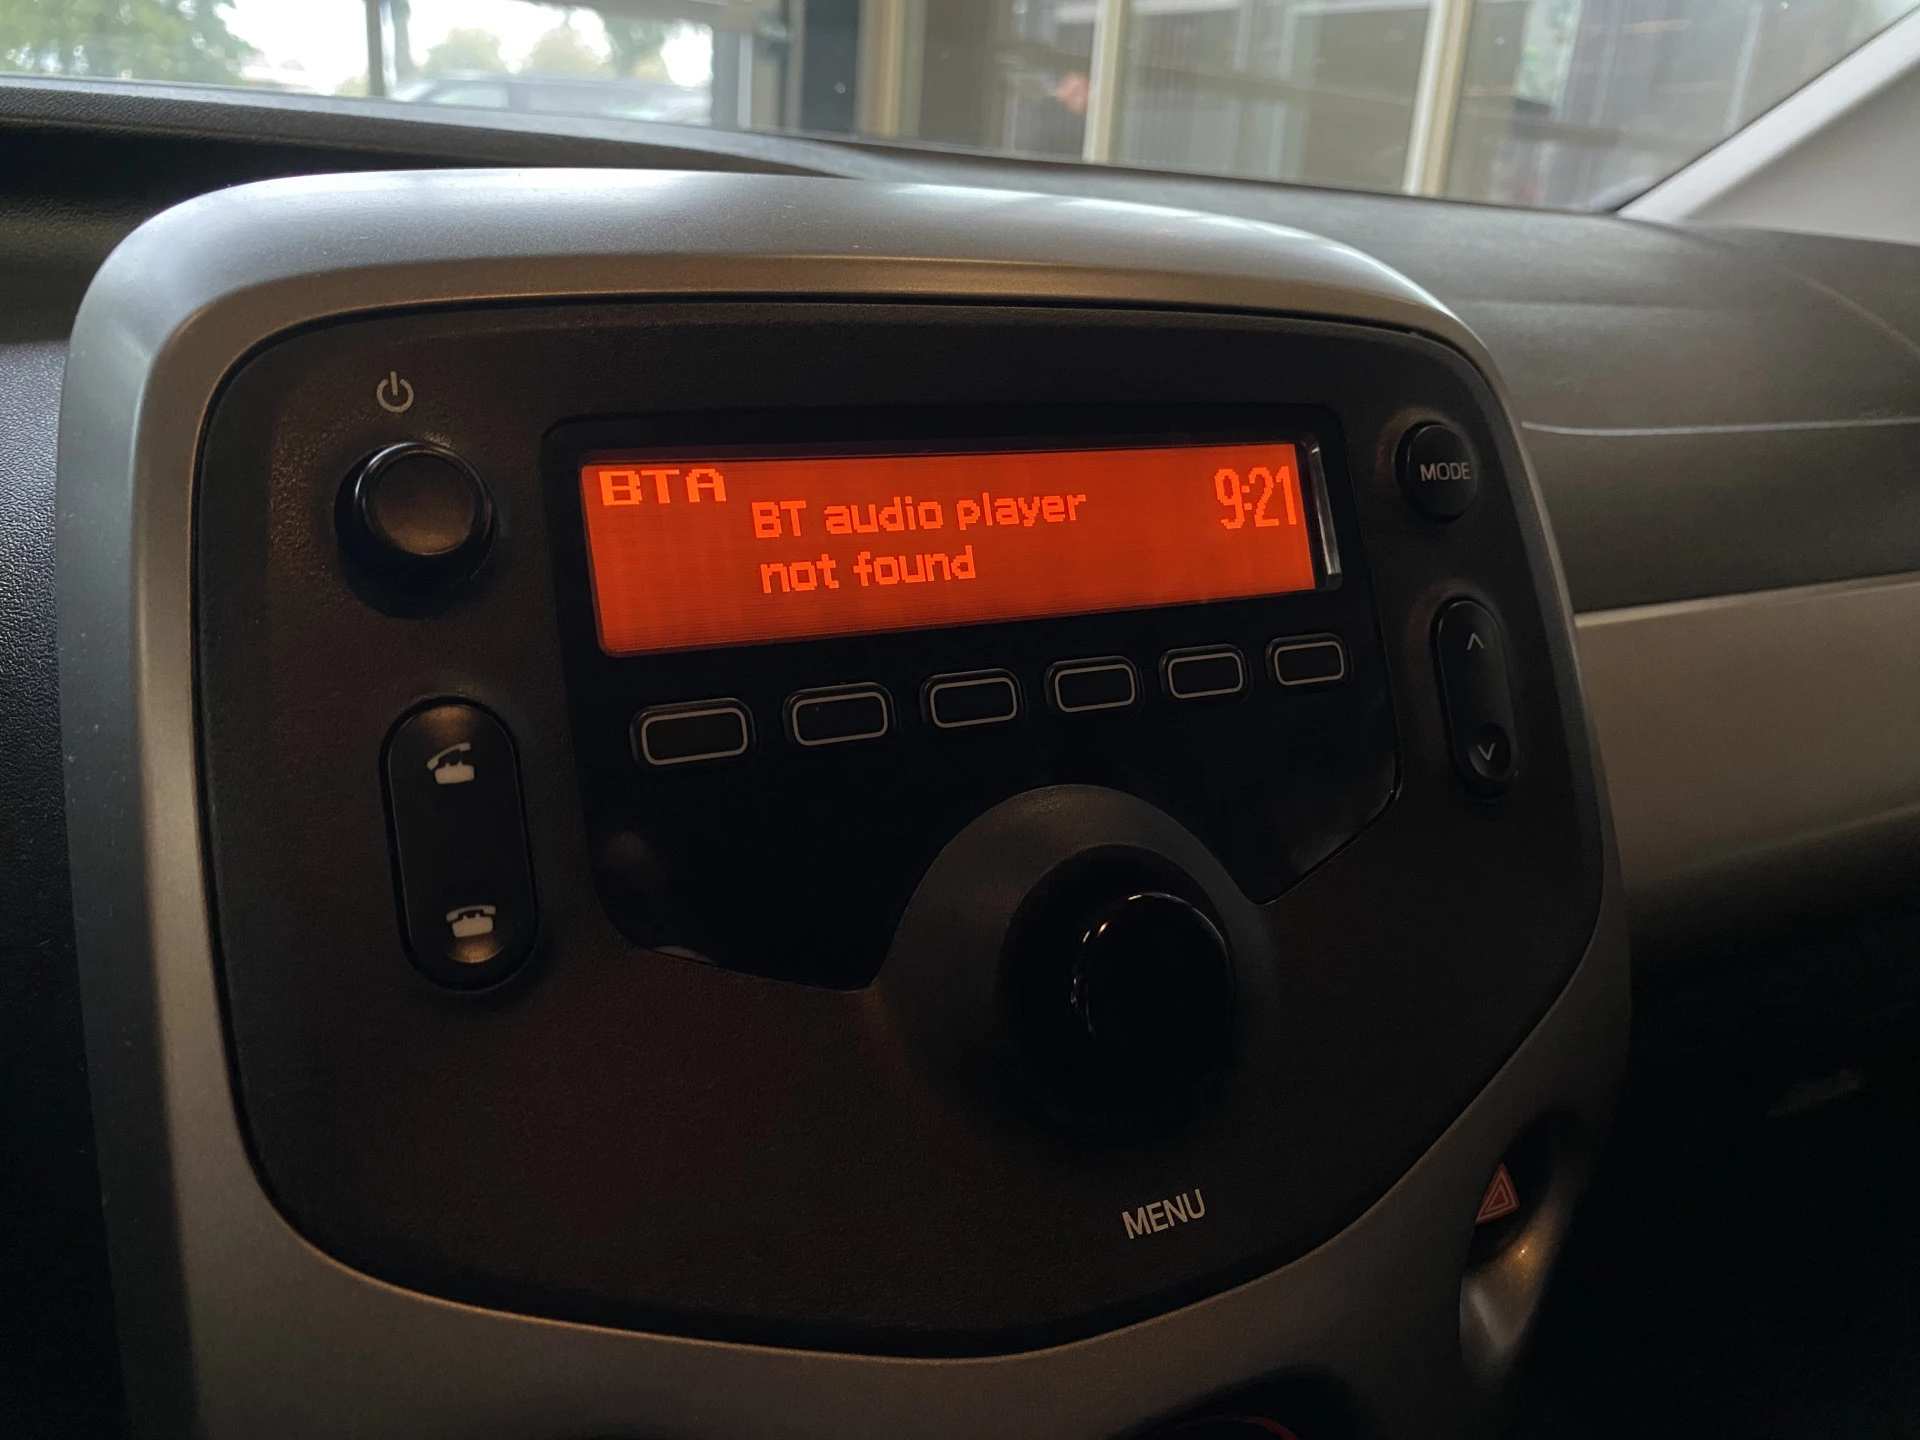 BTA
BT audio player
not found
9:21
MODE
MENU